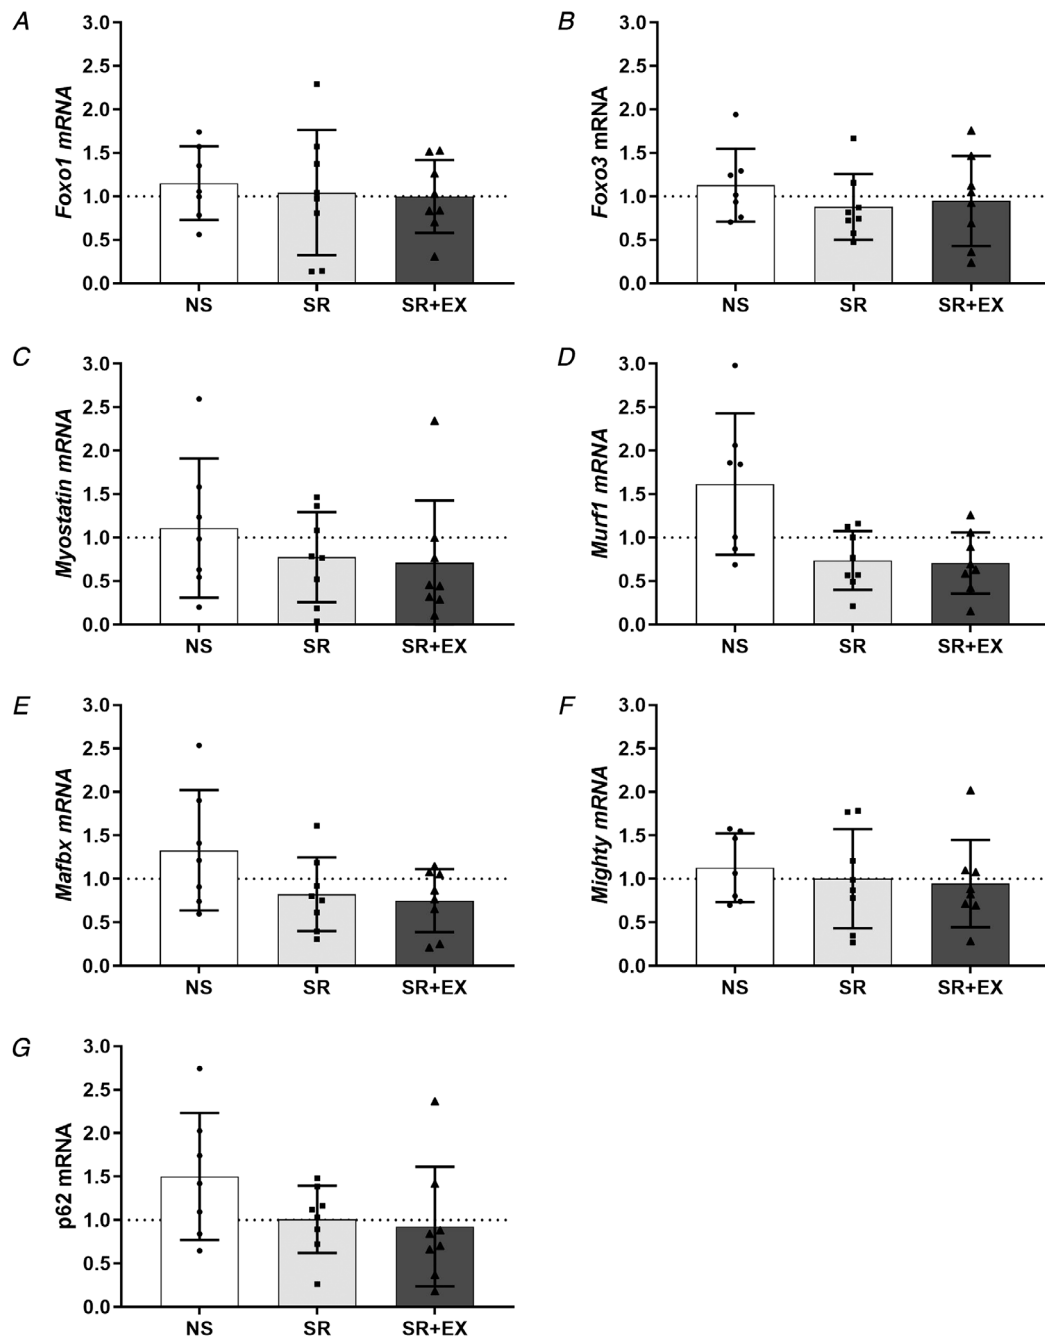 A
Foxo1 mRNA
3.0
2.5
2.0
1.5
1.0
0.5
0.0
NS SR SR+EX
B
Foxo3 mRNA
3.0
2.5
2.0
1.5
1.0
0.5
0.0
NS SR SR+EX
C
Myostatin mRNA
3.0
2.5
2.0
1.5
1.0
0.5
0.0
NS SR SR+EX
D
Murf1 mRNA
3.0
2.5
2.0
1.5
1.0
0.5
0.0
NS SR SR+EX
E
Mafbx mRNA
3.0
2.5
2.0
1.5
1.0
0.5
0.0
NS SR SR+EX
F
Mighty mRNA
3.0
2.5
2.0
1.5
1.0
0.5
0.0
NS SR SR+EX
G
p62 mRNA
3.0
2.5
2.0
1.5
1.0
0.5
0.0
NS SR SR+EX